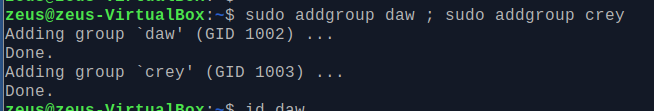 zeus@zeus-VirtualBox:~$ sudo addgroup daw ; sudo addgroup crey
Adding group `daw' (GID 1002) ...
Done.
Adding group `crey' (GID 1003) ...
Done.
zeus@zeus-VirtualBox:~$ id daw